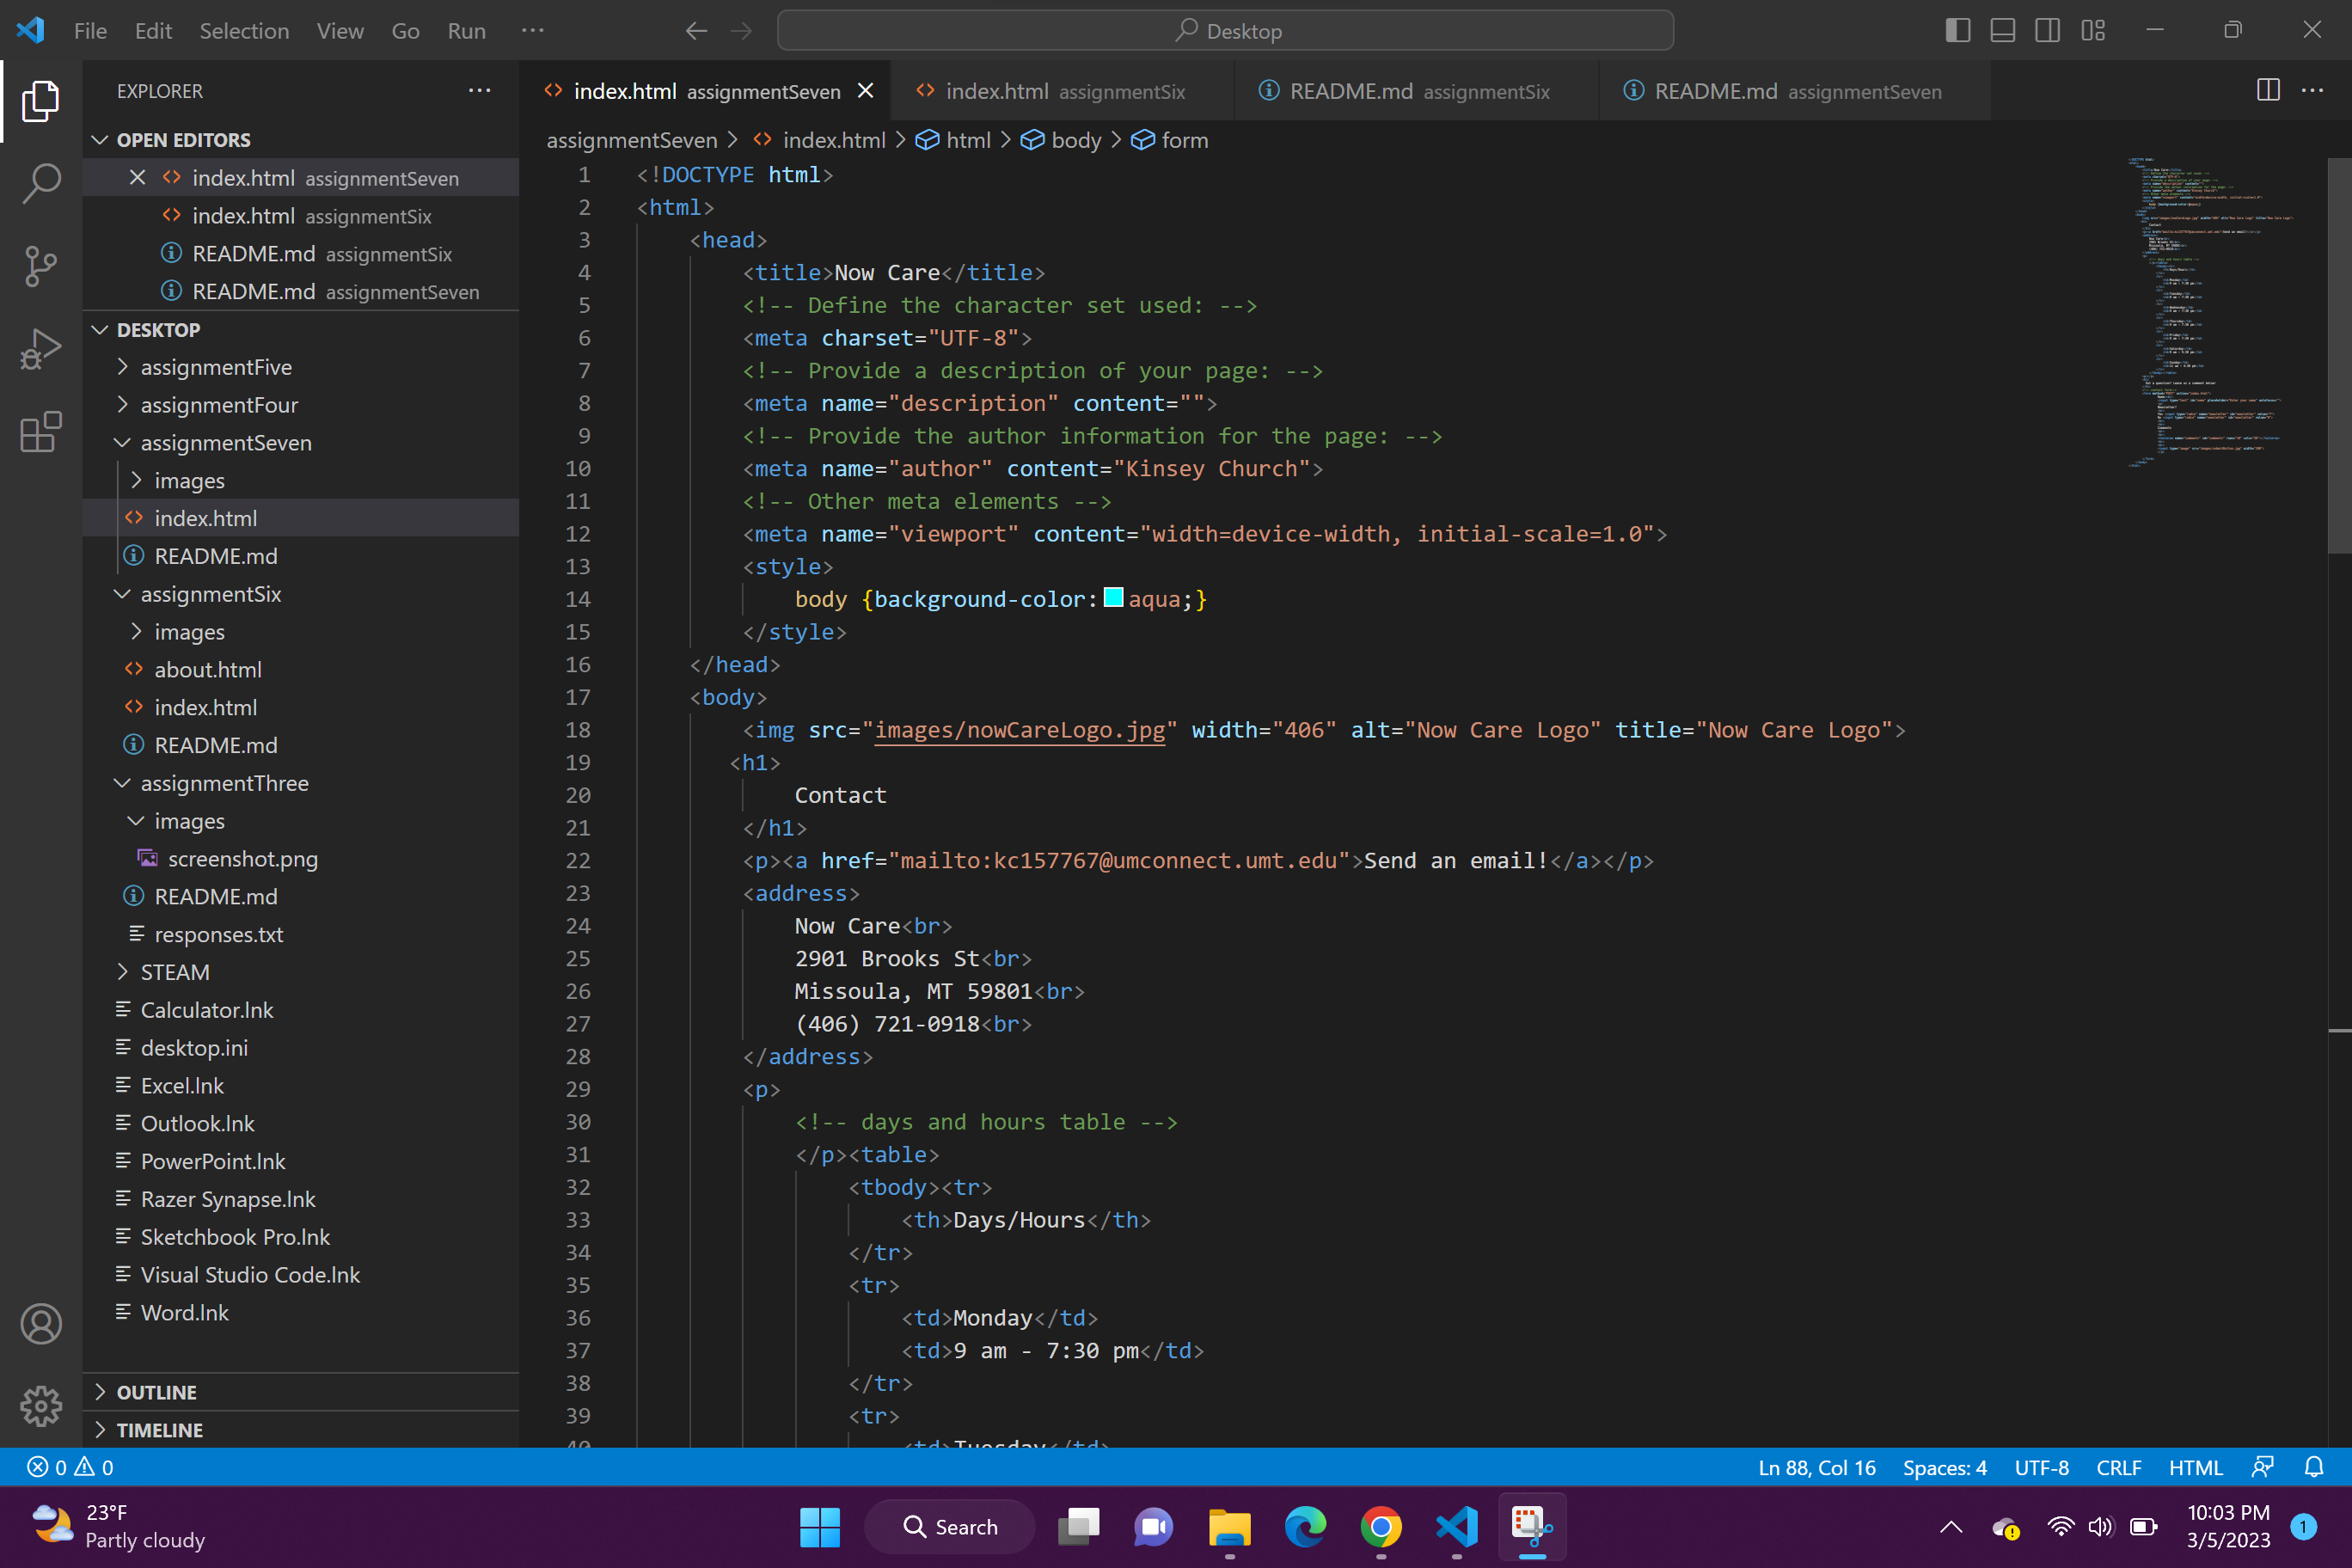 File Edit Selection View Go Run ···
Desktop
EXPLORER
OPEN EDITORS
index.html assignmentSeven
index.html assignmentSix
README.md assignmentSix
README.md assignmentSeven
DESKTOP
assignmentFive
assignmentFour
assignmentSeven
images
index.html
README.md
assignmentSix
images
about.html
index.html
README.md
assignmentThree
images
screenshot.png
README.md
responses.txt
STEAM
Calculator.lnk
desktop.ini
Excel.lnk
Outlook.lnk
PowerPoint.lnk
Razer Synapse.lnk
Sketchbook Pro.lnk
Visual Studio Code.lnk
Word.lnk
OUTLINE
TIMELINE
index.html assignmentSeven
index.html assignmentSix
README.md assignmentSix
README.md assignmentSeven
assignmentSeven > index.html > html > body > form
1 <!DOCTYPE html>
2 <html>
3 <head>
4 <title>Now Care</title>
5 <!-- Define the character set used: -->
6 <meta charset="UTF-8">
7 <!-- Provide a description of your page: -->
8 <meta name="description" content="">
9 <!-- Provide the author information for the page: -->
10 <meta name="author" content="Kinsey Church">
11 <!-- Other meta elements -->
12 <meta name="viewport" content="width=device-width, initial-scale=1.0">
13 <style>
14 body {background-color:aqua;}
15 </style>
16 </head>
17 <body>
18 <img src="images/nowCareLogo.jpg" width="406" alt="Now Care Logo" title="Now Care Logo">
19 <h1>
20 Contact
21 </h1>
22 <p><a href="mailto:kc157767@umconnect.umt.edu">Send an email!</a></p>
23 <address>
24 Now Care<br>
25 2901 Brooks St<br>
26 Missoula, MT 59801<br>
27 (406) 721-0918<br>
28 </address>
29 <p>
30 <!-- days and hours table -->
31 </p><table>
32 <tbody><tr>
33 <th>Days/Hours</th>
34 </tr>
35 <tr>
36 <td>Monday</td>
37 <td>9 am - 7:30 pm</td>
38 </tr>
39 <tr>
40 <td>Tuesday</td>
0 0
Ln 88, Col 16 Spaces: 4 UTF-8 CRLF HTML
23°F
Partly cloudy
Search
10:03 PM
3/5/2023
1